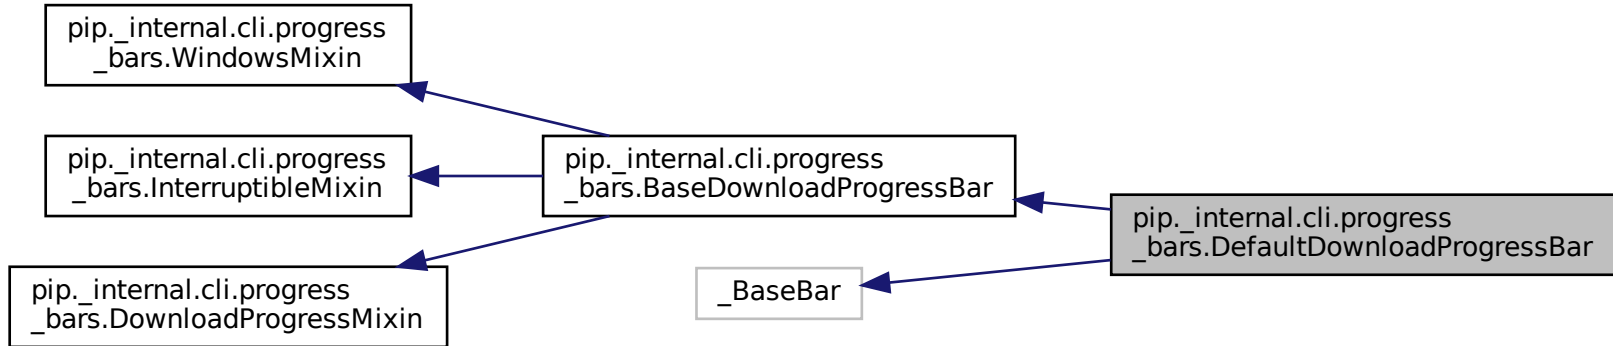 pip._internal.cli.progress
_bars.WindowsMixin
pip._internal.cli.progress
_bars.InterruptibleMixin
pip._internal.cli.progress
_bars.DownloadProgressMixin
pip._internal.cli.progress
_bars.BaseDownloadProgressBar
_BaseBar
pip._internal.cli.progress
_bars.DefaultDownloadProgressBar